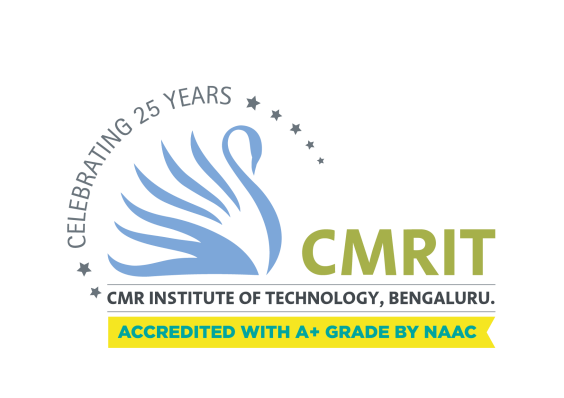 CELEBRATING 25 YEARS
CMRIT
CMR INSTITUTE OF TECHNOLOGY, BENGALURU.
ACCREDITED WITH A+ GRADE BY NAAC